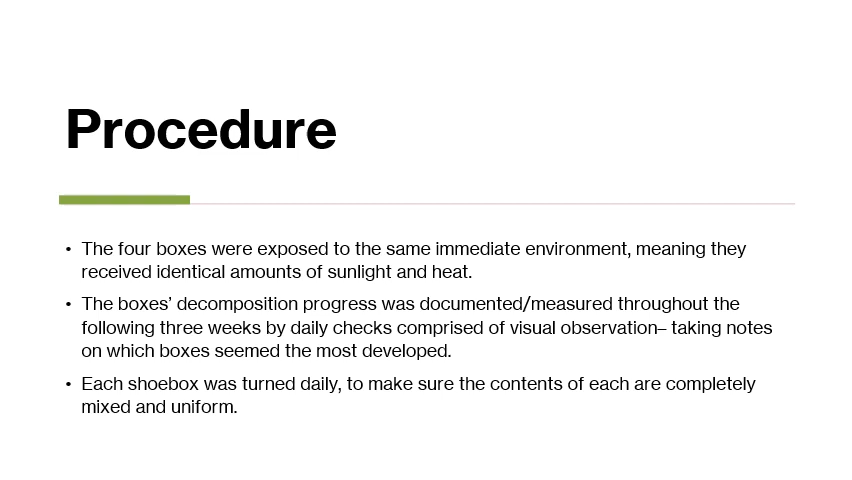 Procedure
• The four boxes were exposed to the same immediate environment, meaning they
received identical amounts of sunlight and heat.
• The boxes’ decomposition progress was documented/measured throughout the
following three weeks by daily checks comprised of visual observation– taking notes
on which boxes seemed the most developed.
• Each shoebox was turned daily, to make sure the contents of each are completely
mixed and uniform.